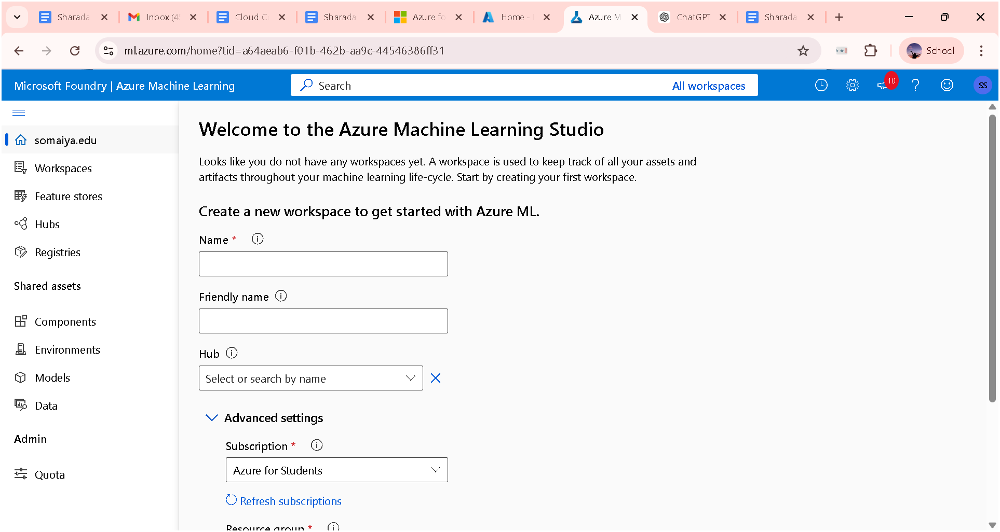 Sharada
Inbox (4
Cloud C
Sharada
Azure fo
Home -
Azure M
ChatGPT
Sharada
ml.azure.com/home?tid=a64aeab6-f01b-462b-aa9c-44546386ff31
School
Microsoft Foundry | Azure Machine Learning
Search
All workspaces
10
SS
somaiya.edu
Workspaces
Feature stores
Hubs
Registries
Shared assets
Components
Environments
Models
Data
Admin
Quota
Welcome to the Azure Machine Learning Studio
Looks like you do not have any workspaces yet. A workspace is used to keep track of all your assets and
artifacts throughout your machine learning life-cycle. Start by creating your first workspace.
Create a new workspace to get started with Azure ML.
Name *
Friendly name
Hub
Select or search by name
Advanced settings
Subscription *
Azure for Students
Refresh subscriptions
Resource group *